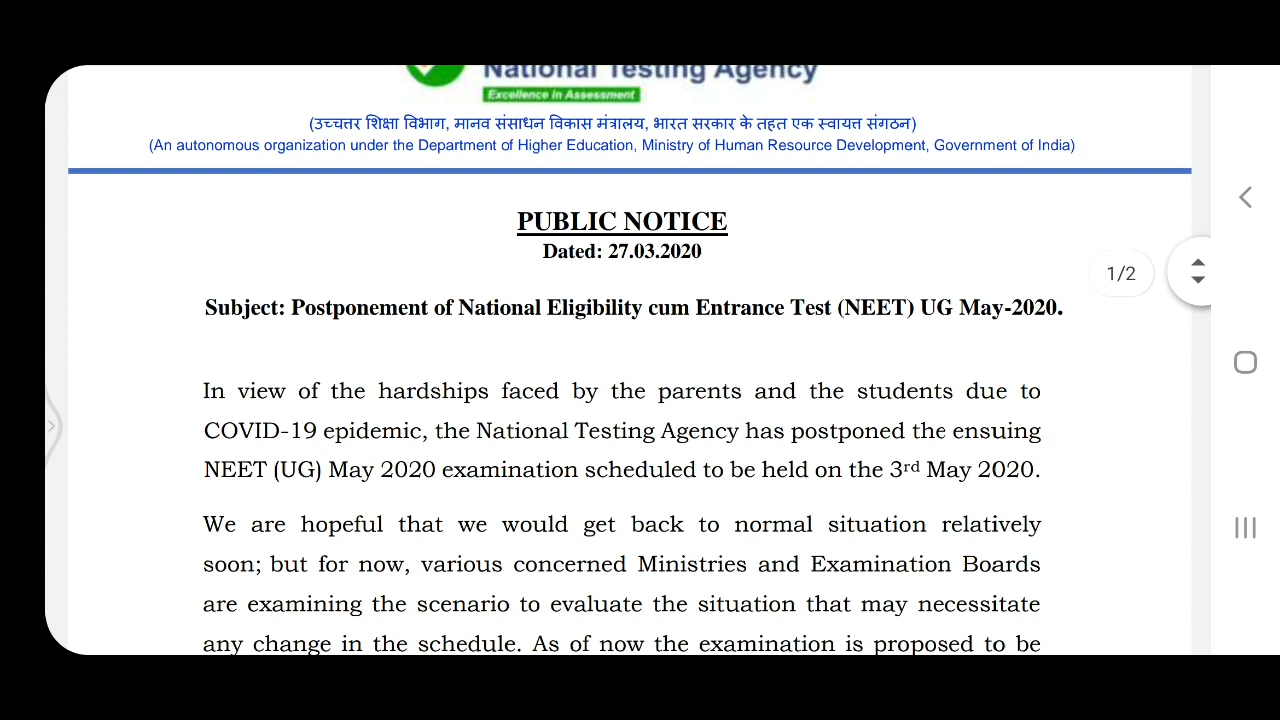 National Testing Agency
Excellence in Assessment
(उच्चत्तर शिक्षा विभाग, मानव संसाधन विकास मंत्रालय, भारत सरकार के तहत एक स्वायत्त संगठन)
(An autonomous organization under the Department of Higher Education, Ministry of Human Resource Development, Government of India)
PUBLIC NOTICE
Dated: 27.03.2020
1/2
Subject: Postponement of National Eligibility cum Entrance Test (NEET) UG May-2020.
In view of the hardships faced by the parents and the students due to
COVID-19 epidemic, the National Testing Agency has postponed the ensuing
NEET (UG) May 2020 examination scheduled to be held on the 3rd May 2020.
We are hopeful that we would get back to normal situation relatively
soon; but for now, various concerned Ministries and Examination Boards
are examining the scenario to evaluate the situation that may necessitate
any change in the schedule. As of now the examination is proposed to be